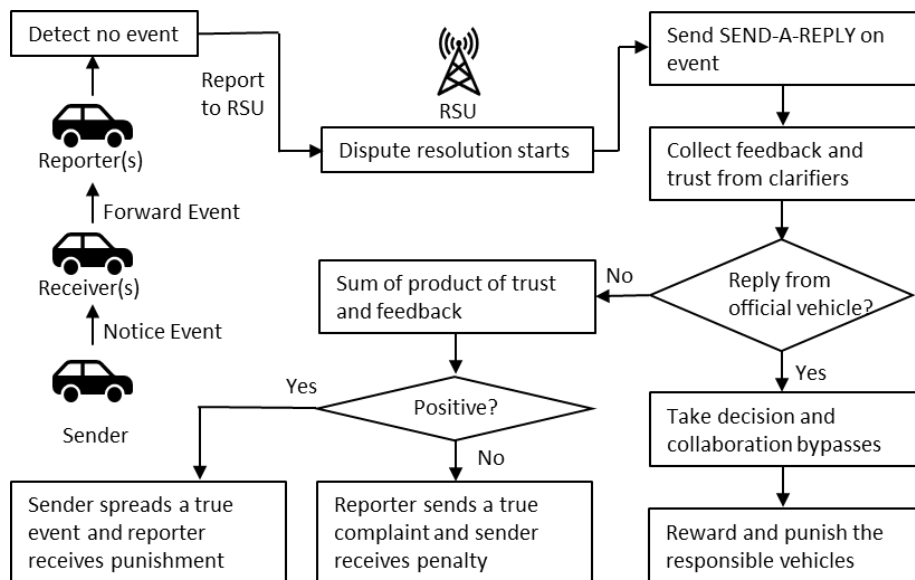 Detect no event
Report
to RSU
RSU
Send SEND-A-REPLY on
event
Reporter(s)
Dispute resolution starts
Collect feedback and
trust from clarifiers
Forward Event
Receiver(s)
Sum of product of trust
and feedback
No
Reply from
official vehicle?
Notice Event
Sender
Yes
Positive?
Yes
Take decision and
collaboration bypasses
No
Sender spreads a true
event and reporter
receives punishment
Reporter sends a true
complaint and sender
receives penalty
Reward and punish the
responsible vehicles